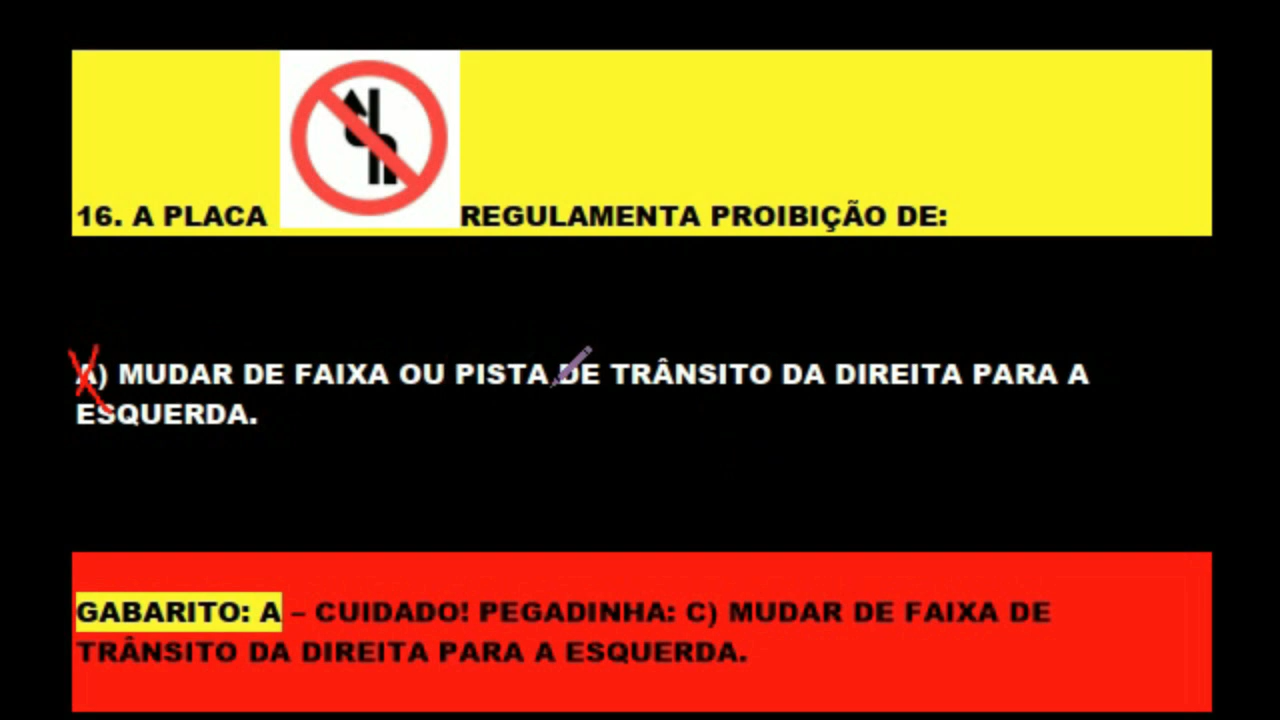 16. A PLACA REGULAMENTA PROIBIÇÃO DE:
A) MUDAR DE FAIXA OU PISTA DE TRÂNSITO DA DIREITA PARA A
ESQUERDA.
GABARITO: A – CUIDADO! PEGADINHA: C) MUDAR DE FAIXA DE
TRÂNSITO DA DIREITA PARA A ESQUERDA.